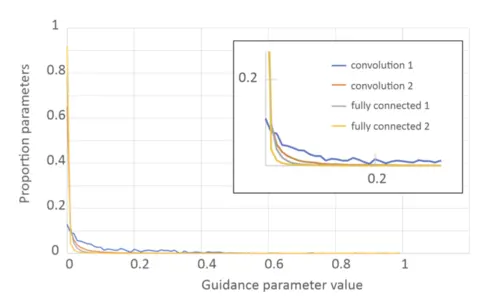 1
0.8
0.6
0.4
0.2
0
Proportion parameters
0.2
convolution 1
convolution 2
fully connected 1
fully connected 2
0.2
0 0.2 0.4 0.6 0.8 1
Guidance parameter value